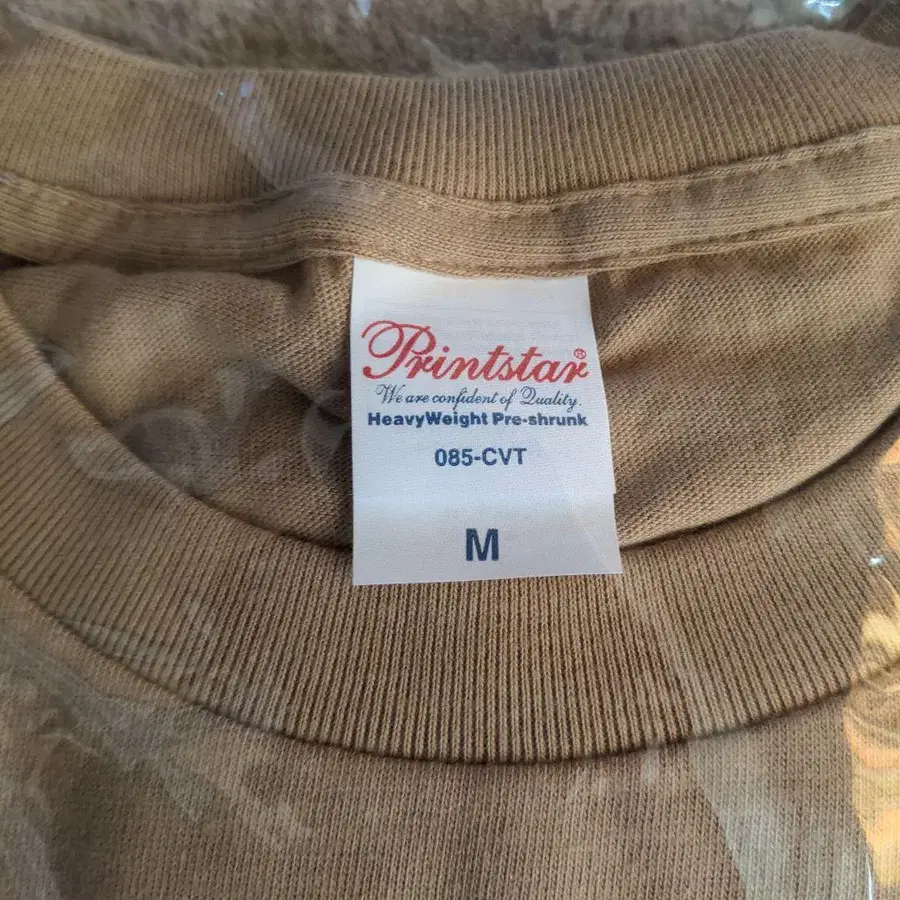 Printstar®
We are confident of Quality.
HeavyWeight Pre-shrunk
085-CVT
M